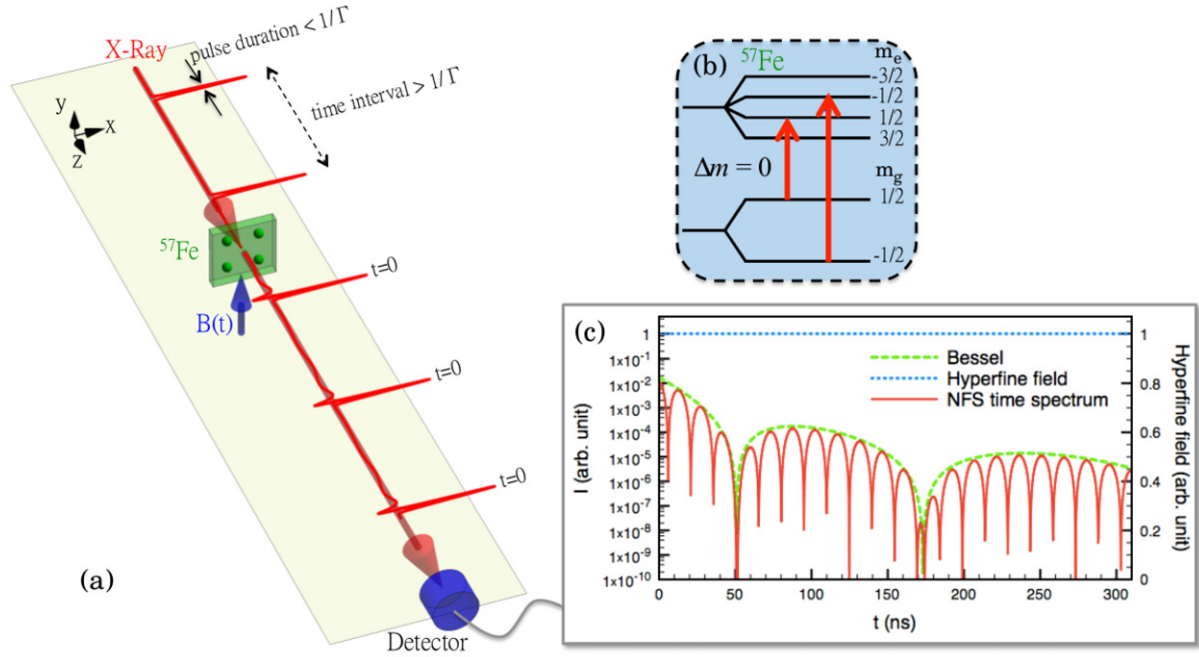 X-Ray
pulse duration < 1/Γ
time interval > 1/Γ
y
x
z
57Fe
B(t)
t=0
t=0
t=0
(a)
Detector
(b)
57Fe
me
-3/2
-1/2
1/2
3/2
Δm = 0
mg
1/2
-1/2
(c)
Bessel
Hyperfine field
NFS time spectrum
I (arb. unit)
1
1x10-1
1x10-2
1x10-3
1x10-4
1x10-5
1x10-6
1x10-7
1x10-8
1x10-9
1x10-10
0 50 100 150 200 250 300
t (ns)
1
0.8
0.6
0.4
0.2
0
Hyperfine field (arb. unit)